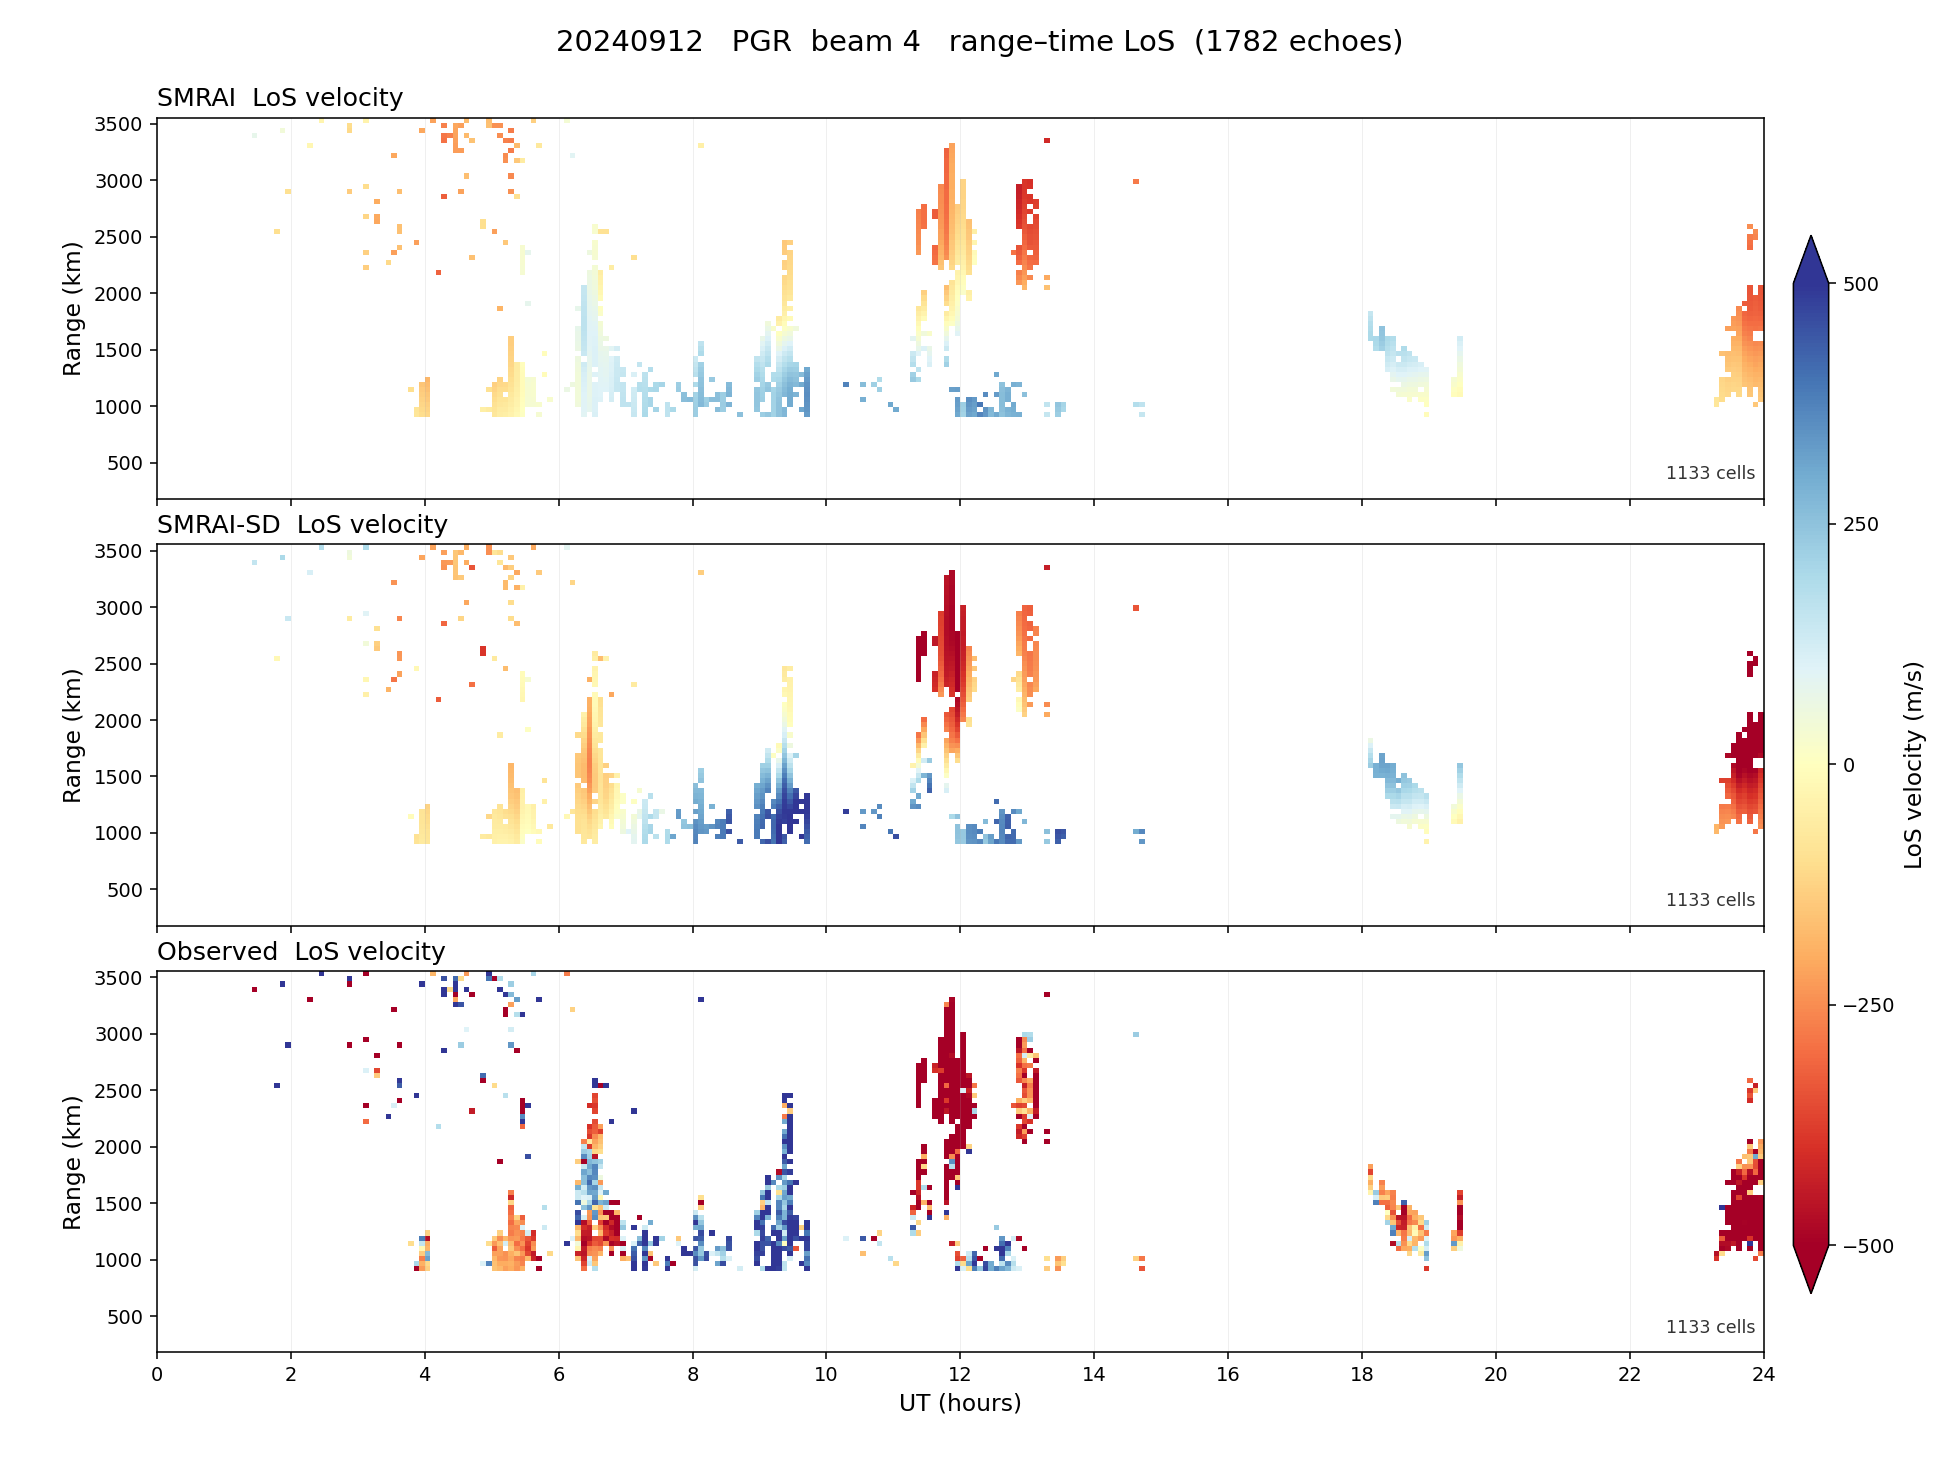 20240912   PGR  beam 4   range–time LoS  (1782 echoes)
SMRAI  LoS velocity
3500
3000
2500
2000
1500
1000
500
Range (km)
1133 cells
SMRAI-SD  LoS velocity
3500
3000
2500
2000
1500
1000
500
Range (km)
1133 cells
Observed  LoS velocity
3500
3000
2500
2000
1500
1000
500
Range (km)
1133 cells
0 2 4 6 8 10 12 14 16 18 20 22 24
UT (hours)
500
250
0
−250
−500
LoS velocity (m/s)